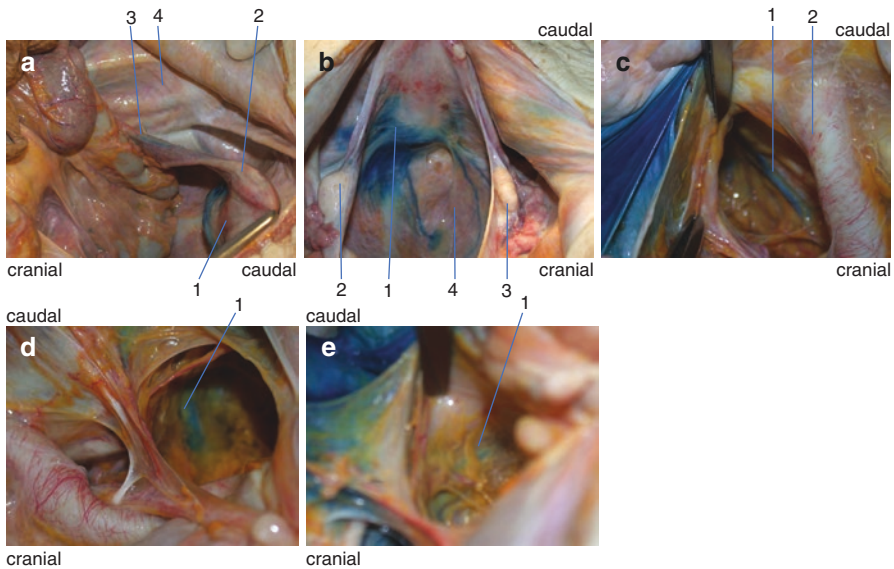 3 4 2
a
cranial
caudal
1
caudal
b
cranial
2 1 4 3
1 2
caudal
c
cranial
caudal
1
d
cranial
caudal
1
e
cranial